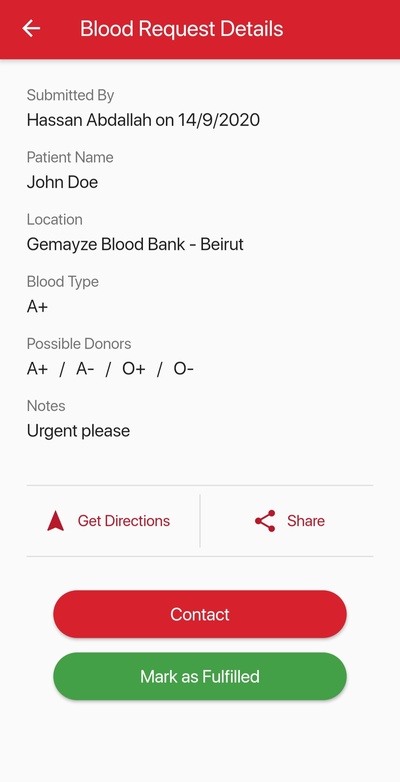 Blood Request Details
Submitted By
Hassan Abdallah on 14/9/2020
Patient Name
John Doe
Location
Gemayze Blood Bank - Beirut
Blood Type
A+
Possible Donors
A+ / A- / O+ / O-
Notes
Urgent please
Get Directions
Share
Contact
Mark as Fulfilled